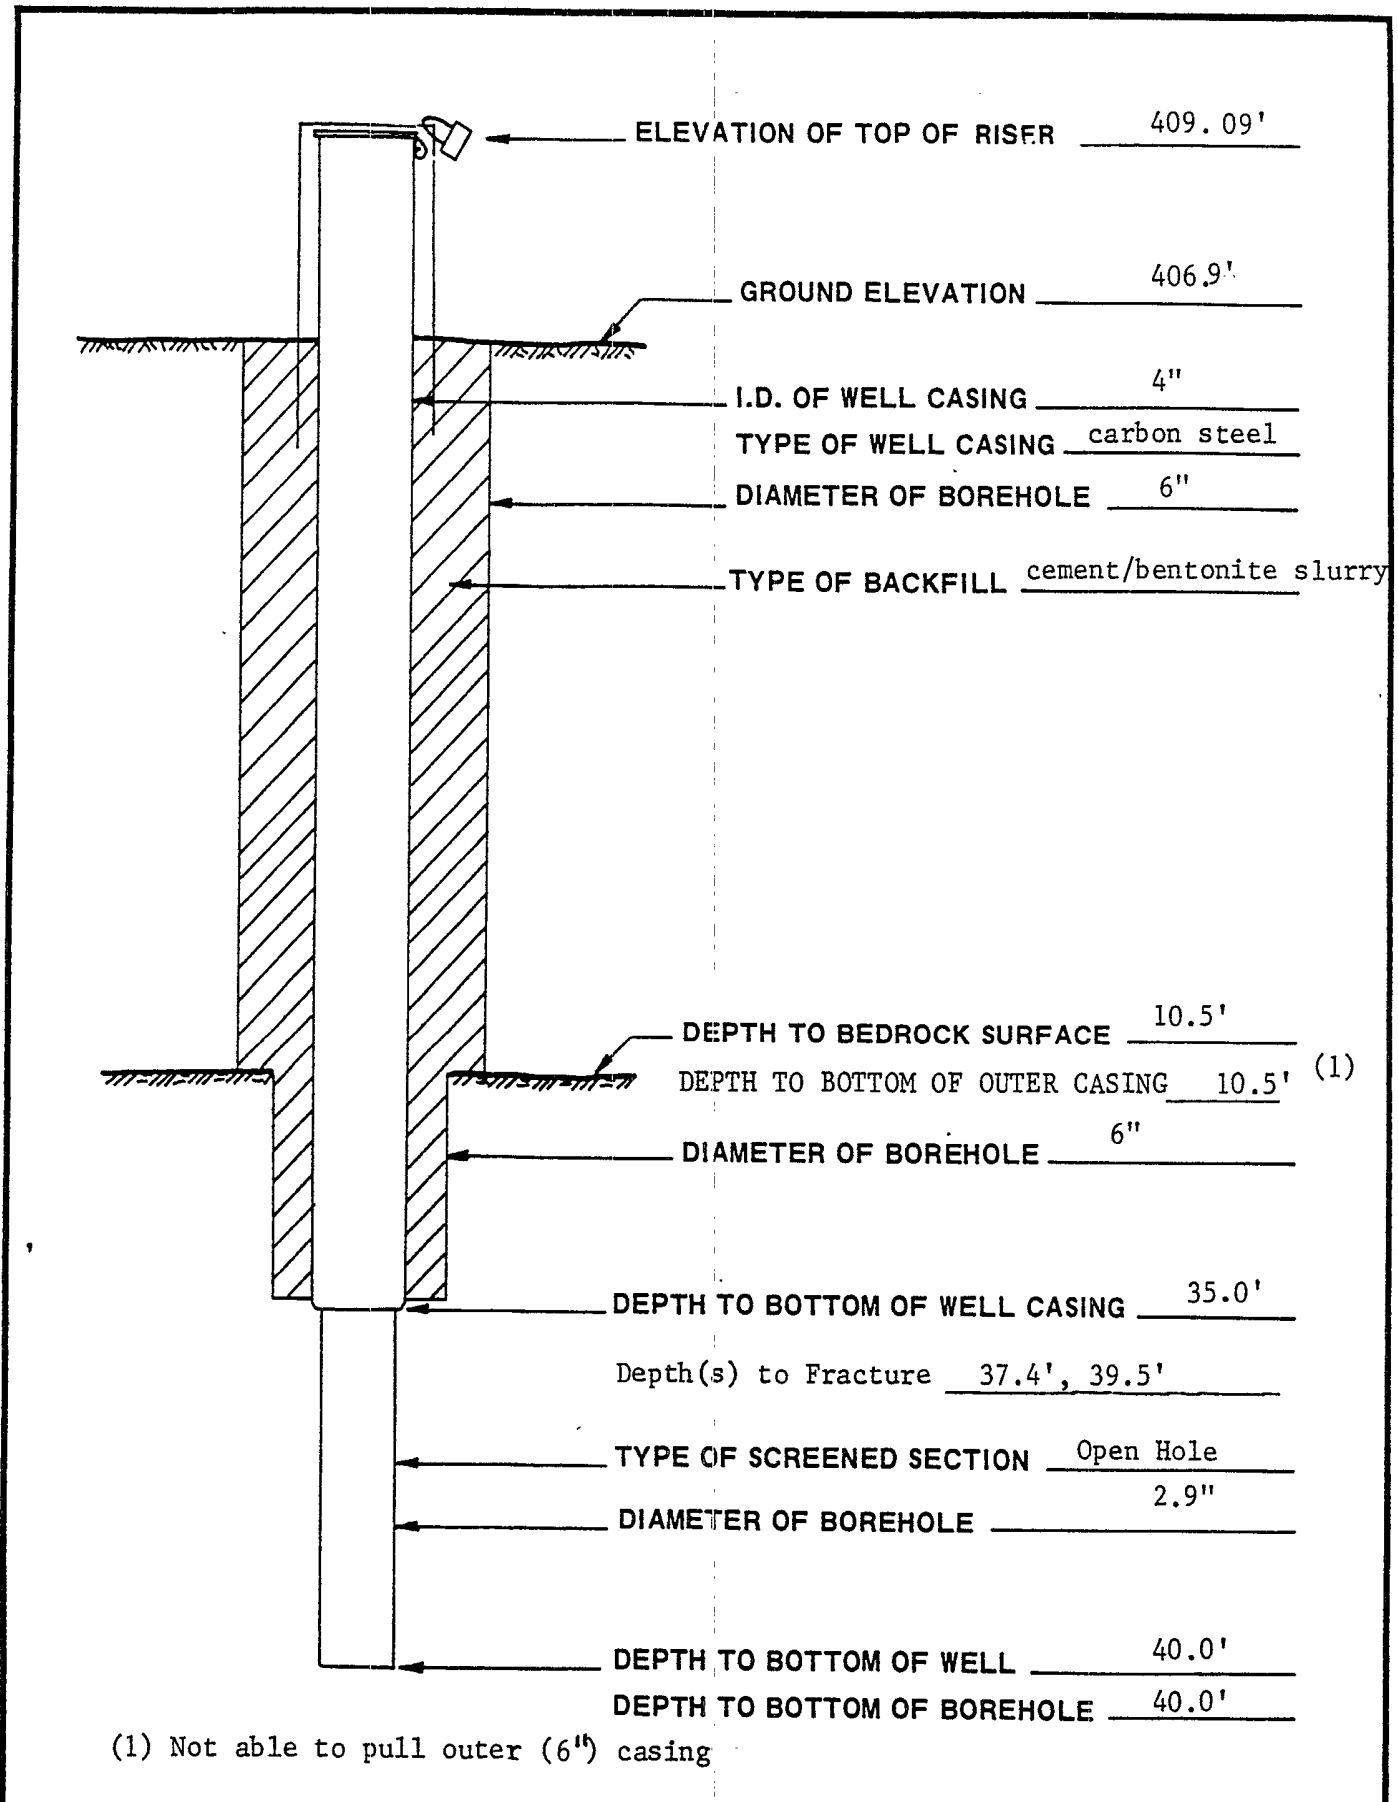 ELEVATION OF TOP OF RISER 409.09'
GROUND ELEVATION 406.9'
I.D. OF WELL CASING 4"
TYPE OF WELL CASING carbon steel
DIAMETER OF BOREHOLE 6"
TYPE OF BACKFILL cement/bentonite slurry
DEPTH TO BEDROCK SURFACE 10.5'
DEPTH TO BOTTOM OF OUTER CASING 10.5' (1)
DIAMETER OF BOREHOLE 6"
DEPTH TO BOTTOM OF WELL CASING 35.0'
Depth(s) to Fracture 37.4', 39.5'
TYPE OF SCREENED SECTION Open Hole
DIAMETER OF BOREHOLE 2.9"
DEPTH TO BOTTOM OF WELL 40.0'
DEPTH TO BOTTOM OF BOREHOLE 40.0'
(1) Not able to pull outer (6") casing